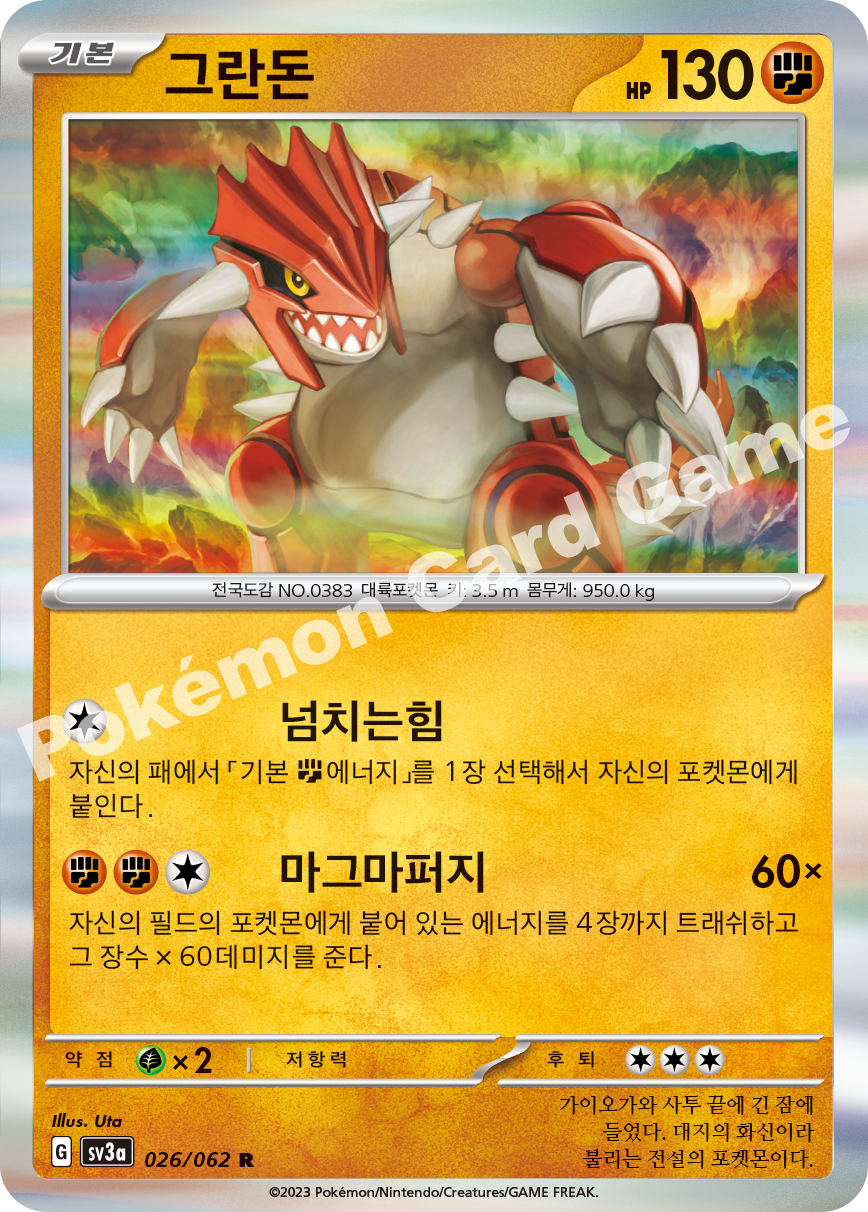 기본
그란돈
HP 130
전국도감 NO.0383 대륙포켓몬 키: 3.5 m 몸무게: 950.0 kg
넘치는힘
자신의 패에서 「기본 에너지」를 1장 선택해서 자신의 포켓몬에게
붙인다.
마그마퍼지 60×
자신의 필드의 포켓몬에게 붙어 있는 에너지를 4장까지 트래쉬하고
그 장수 × 60데미지를 준다.
약점 ×2 저항력 후퇴
가이오가와 사투 끝에 긴 잠에
들었다. 대지의 화신이라
불리는 전설의 포켓몬이다.
Illus. Uta
G sv3a 026/062 R
©2023 Pokémon/Nintendo/Creatures/GAME FREAK.
Pokémon Card Game